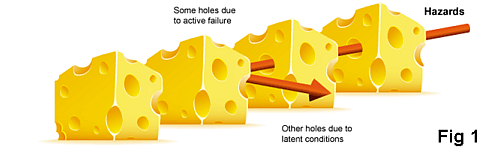 Some holes due
to active failure
Hazards
Other holes due to
latent conditions
Fig 1